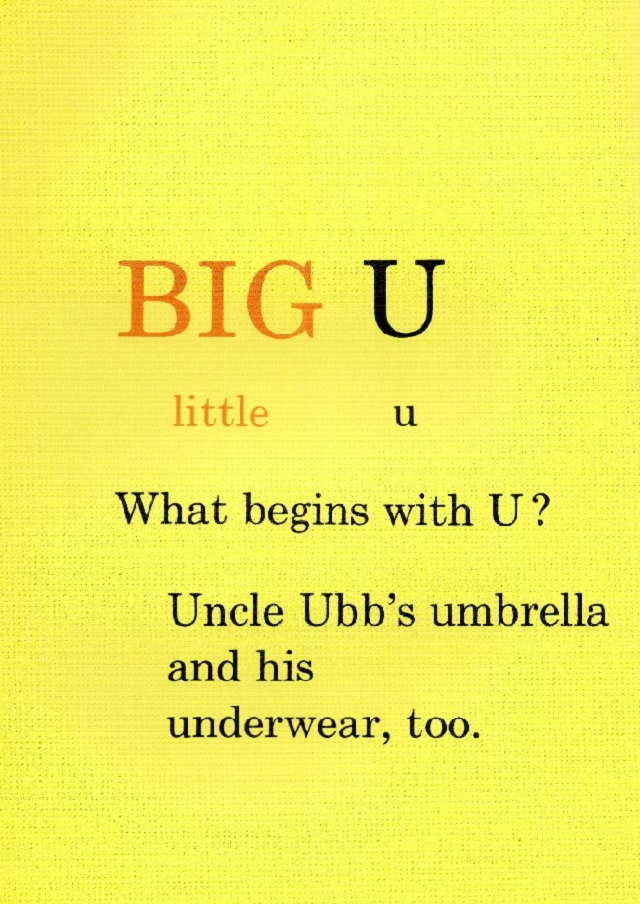 BIG U
little u
What begins with U?
Uncle Ubb's umbrella
and his
underwear, too.